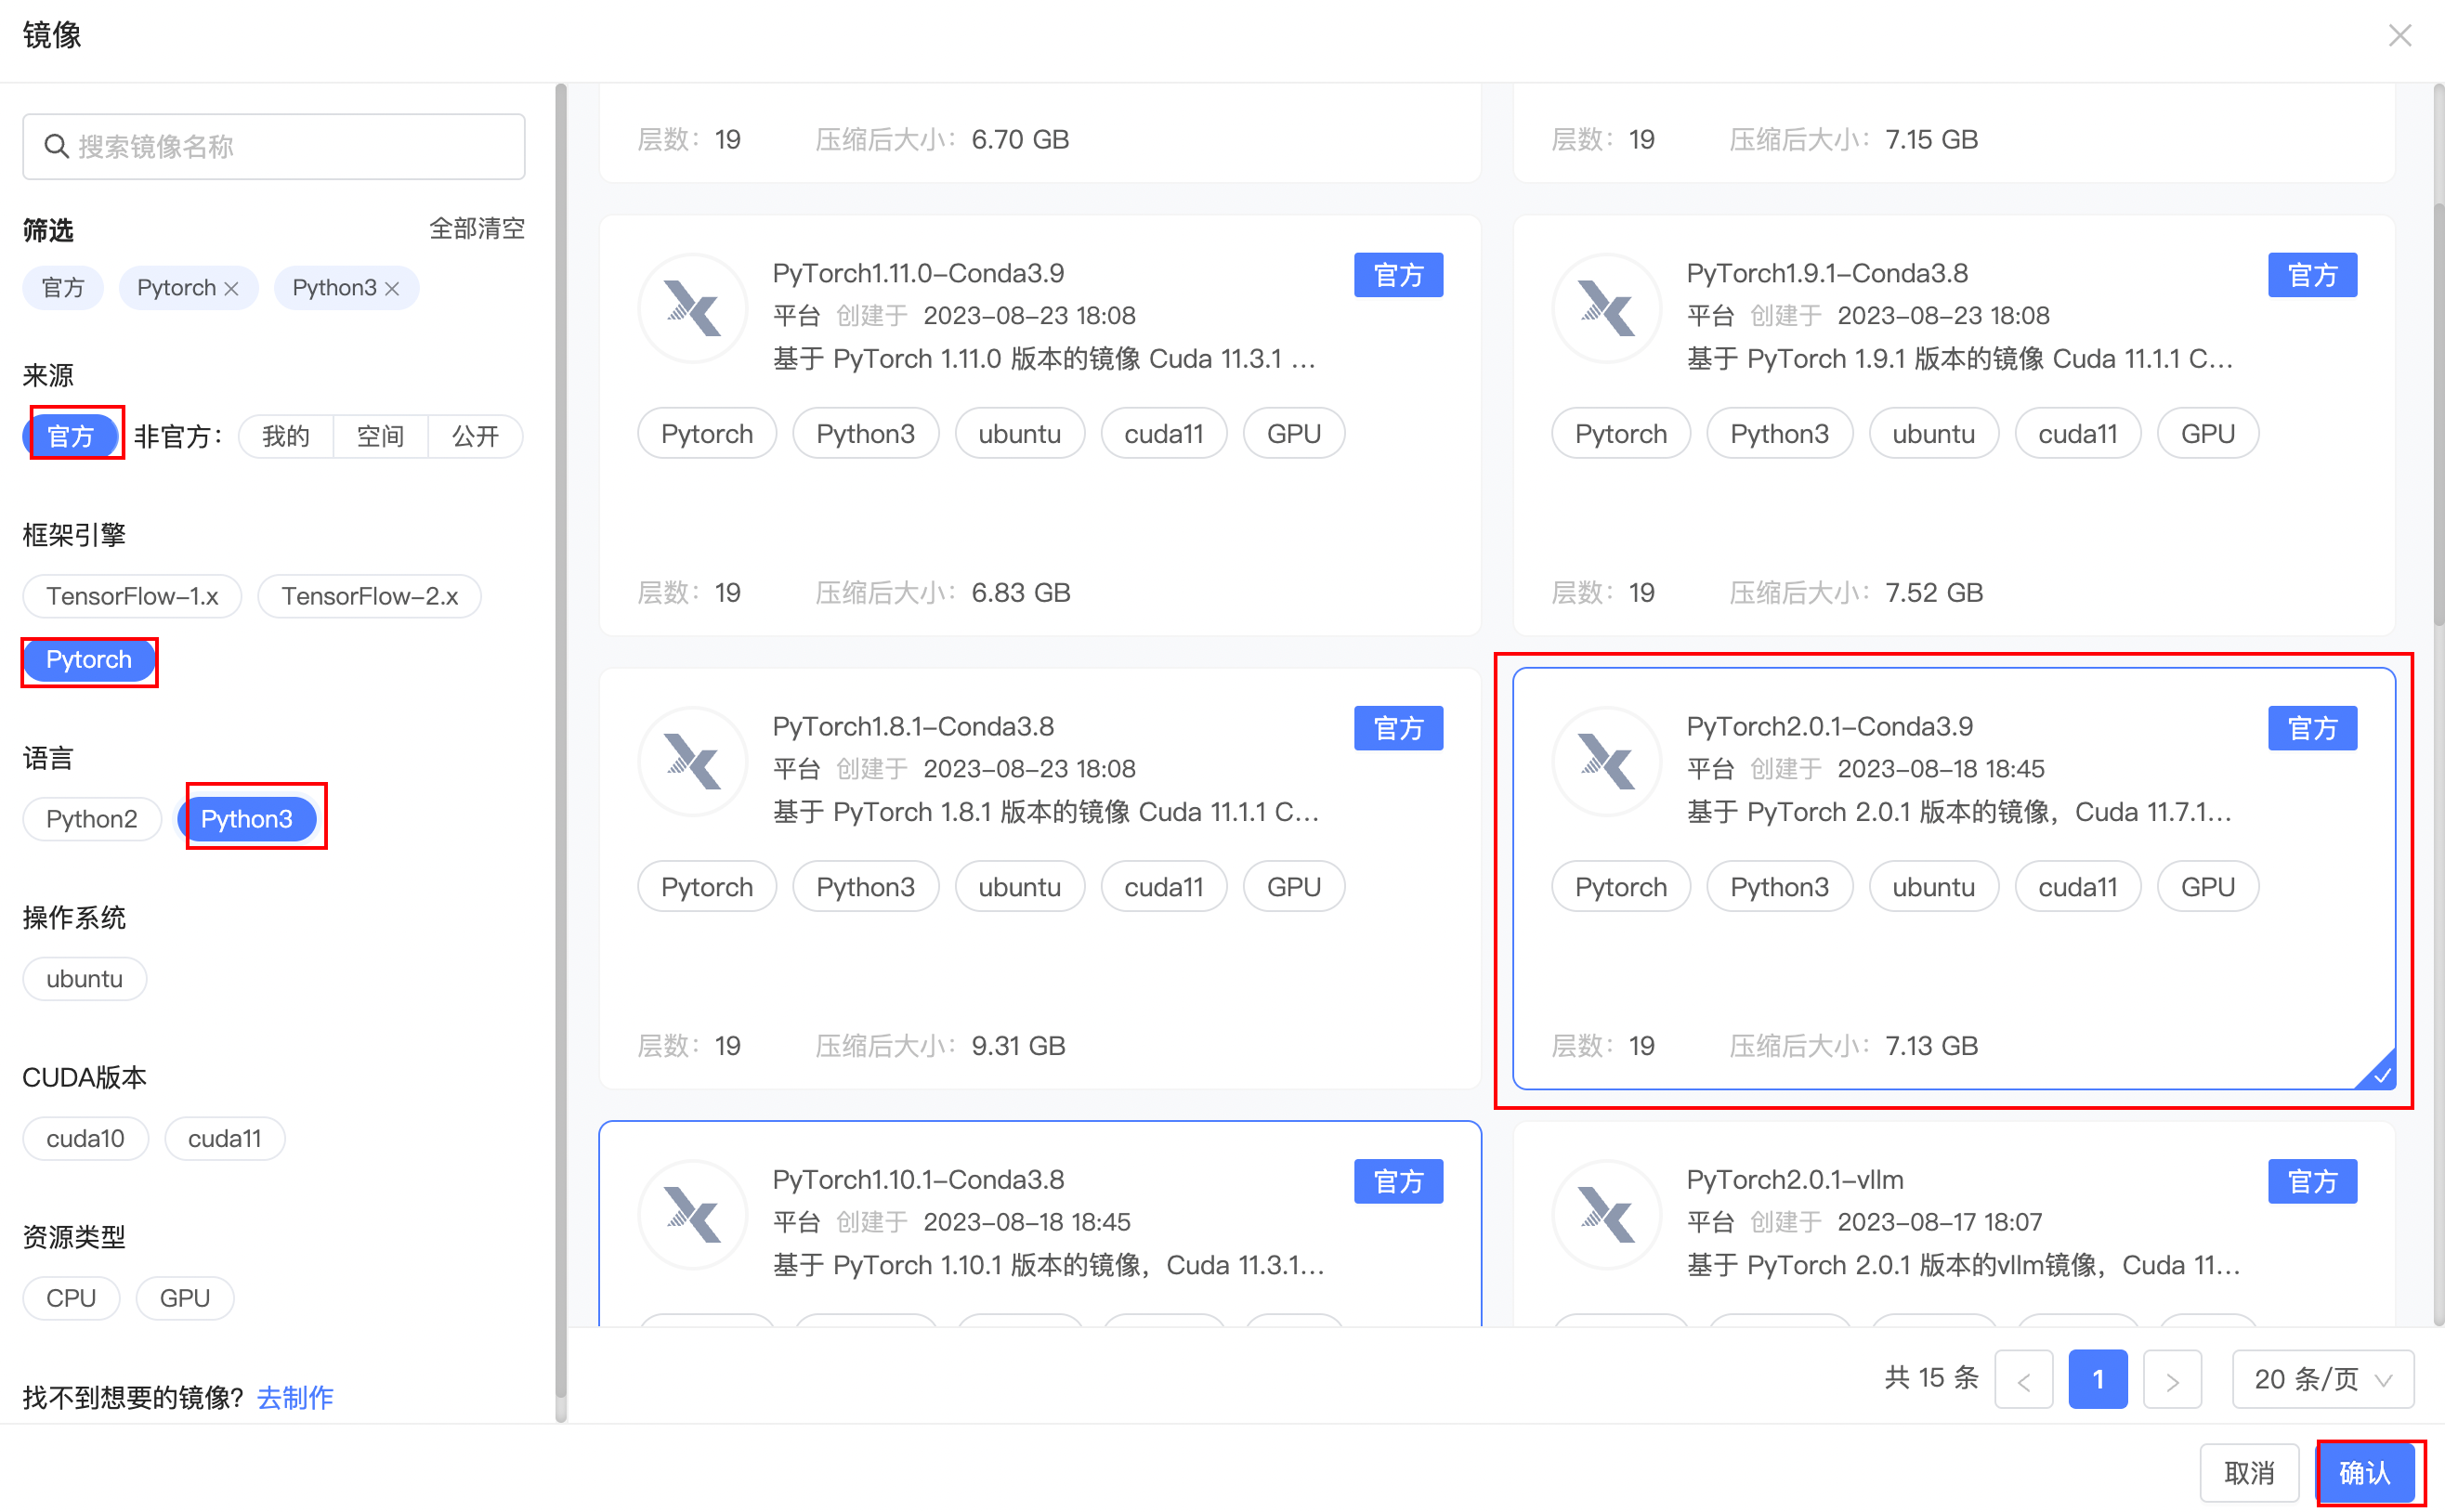 镜像
搜索镜像名称
筛选 全部清空
官方 Pytorch Python3
来源
官方 非官方： 我的 空间 公开
框架引擎
TensorFlow-1.x TensorFlow-2.x
Pytorch
语言
Python2 Python3
操作系统
ubuntu
CUDA版本
cuda10 cuda11
资源类型
CPU GPU
找不到想要的镜像？ 去制作
层数： 19 压缩后大小： 6.70 GB
层数： 19 压缩后大小： 7.15 GB
PyTorch1.11.0-Conda3.9 官方
平台 创建于 2023-08-23 18:08
基于 PyTorch 1.11.0 版本的镜像 Cuda 11.3.1 ...
Pytorch Python3 ubuntu cuda11 GPU
层数： 19 压缩后大小： 6.83 GB
PyTorch1.9.1-Conda3.8 官方
平台 创建于 2023-08-23 18:08
基于 PyTorch 1.9.1 版本的镜像 Cuda 11.1.1 C...
Pytorch Python3 ubuntu cuda11 GPU
层数： 19 压缩后大小： 7.52 GB
PyTorch1.8.1-Conda3.8 官方
平台 创建于 2023-08-23 18:08
基于 PyTorch 1.8.1 版本的镜像 Cuda 11.1.1 C...
Pytorch Python3 ubuntu cuda11 GPU
层数： 19 压缩后大小： 9.31 GB
PyTorch2.0.1-Conda3.9 官方
平台 创建于 2023-08-18 18:45
基于 PyTorch 2.0.1 版本的镜像，Cuda 11.7.1...
Pytorch Python3 ubuntu cuda11 GPU
层数： 19 压缩后大小： 7.13 GB
PyTorch1.10.1-Conda3.8 官方
平台 创建于 2023-08-18 18:45
基于 PyTorch 1.10.1 版本的镜像，Cuda 11.3.1...
PyTorch2.0.1-vllm 官方
平台 创建于 2023-08-17 18:07
基于 PyTorch 2.0.1 版本的vllm镜像，Cuda 11...
共 15 条 < 1 > 20 条/页
取消 确认